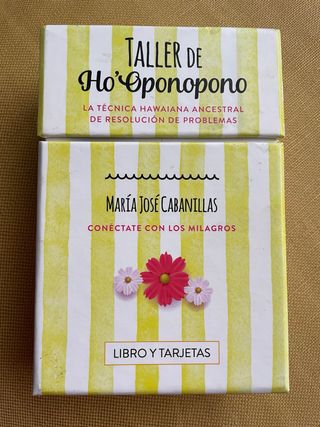 TALLER DE
Ho'Oponopono
LA TÉCNICA HAWAIANA ANCESTRAL
DE RESOLUCIÓN DE PROBLEMAS
MARÍA JOSÉ CABANILLAS
CONÉCTATE CON LOS MILAGROS
LIBRO Y TARJETAS